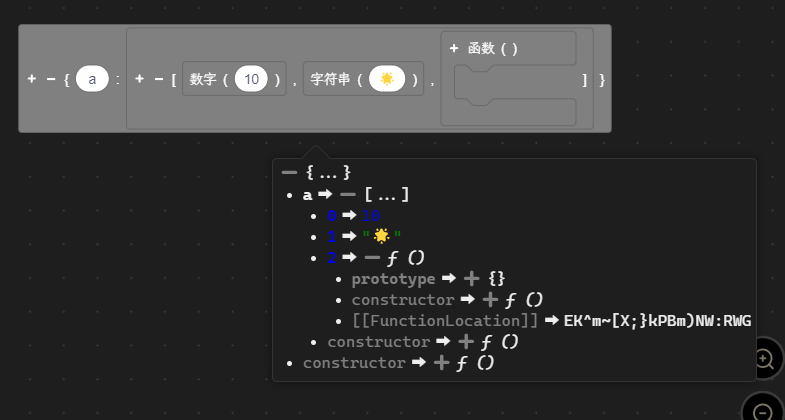 + 函数 ( )
+ - { a : + - [ 数字 ( 10 ) , 字符串 ( 🌟 ) , ] }
— {...}
• a ➡ — [...]
• 0 ➡ 10
• 1 ➡ "🌟"
• 2 ➡ — ƒ ()
• prototype ➡ + {}
• constructor ➡ + ƒ ()
• [[FunctionLocation]] ➡ EK^m~[X;}kPBm)NW:RWG
• constructor ➡ + ƒ ()
• constructor ➡ + ƒ ()